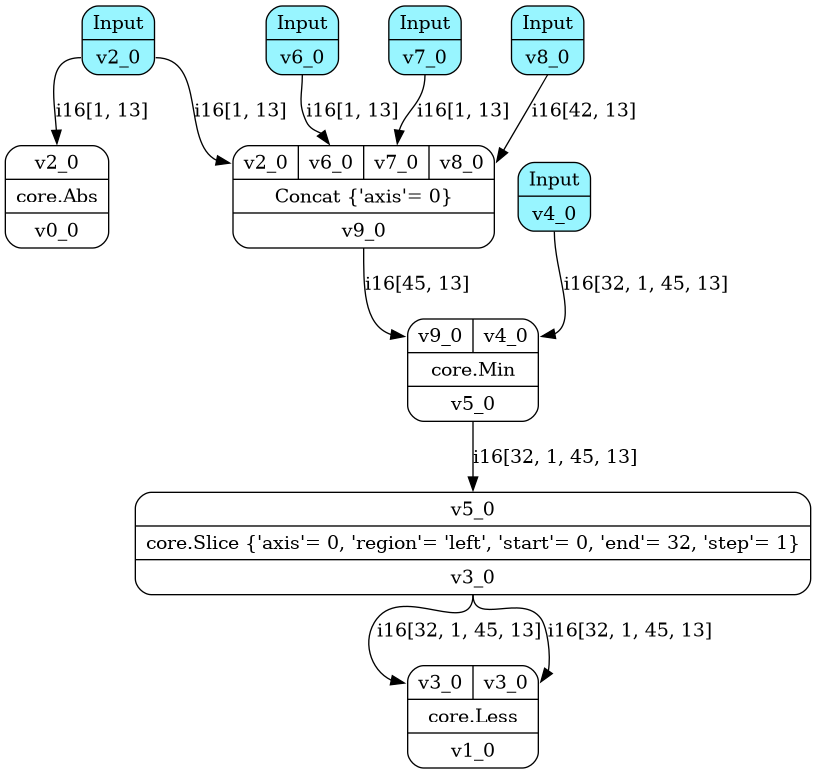 Input
v2_0
Input
v6_0
Input
v7_0
Input
v8_0
i16[1, 13]
i16[1, 13]
i16[1, 13]
i16[1, 13]
i16[42, 13]
v2_0
core.Abs
v0_0
v2_0 v6_0 v7_0 v8_0
Concat {'axis'= 0}
v9_0
Input
v4_0
i16[45, 13]
i16[32, 1, 45, 13]
v9_0 v4_0
core.Min
v5_0
i16[32, 1, 45, 13]
v5_0
core.Slice {'axis'= 0, 'region'= 'left', 'start'= 0, 'end'= 32, 'step'= 1}
v3_0
i16[32, 1, 45, 13]
i16[32, 1, 45, 13]
v3_0 v3_0
core.Less
v1_0